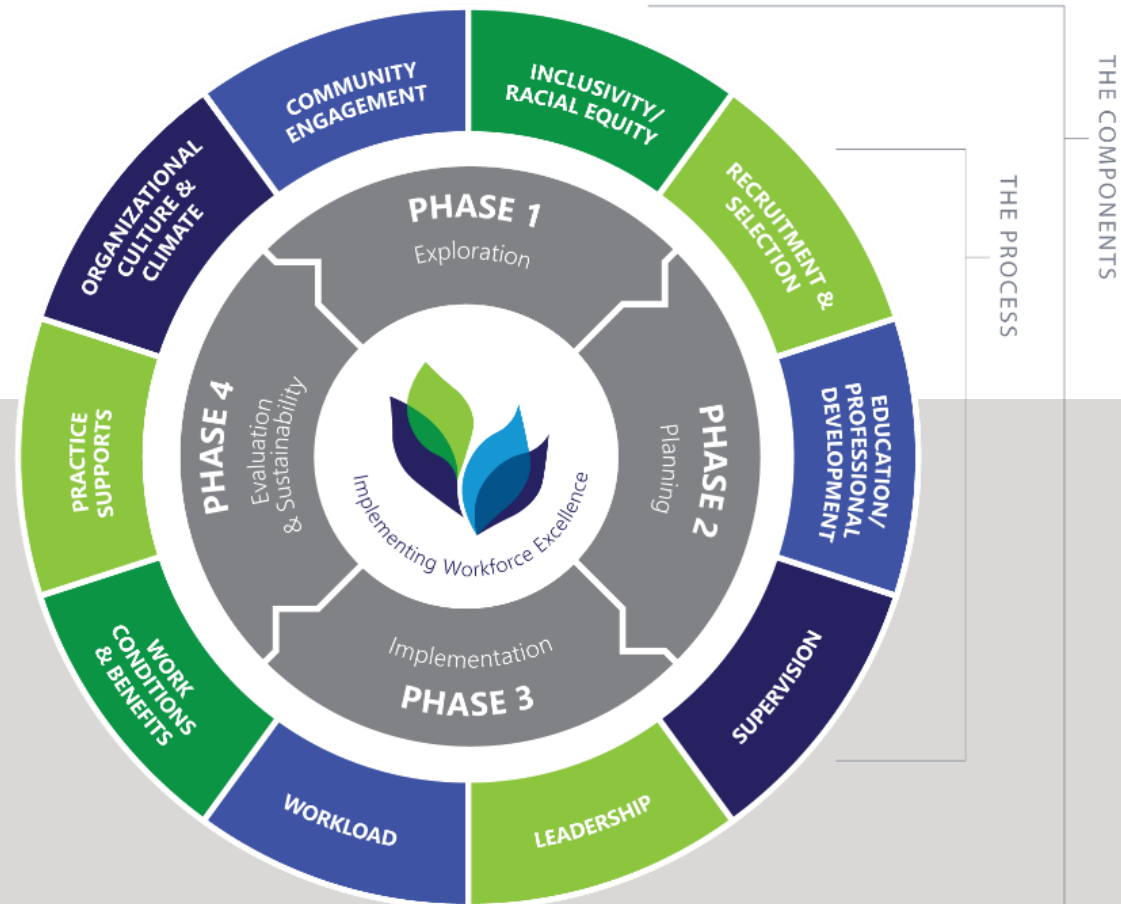 COMMUNITY
ENGAGEMENT
INCLUSIVITY/
RACIAL EQUITY
RECRUITMENT &
SELECTION
EDUCATION/
PROFESSIONAL
DEVELOPMENT
SUPERVISION
LEADERSHIP
WORKLOAD
WORK
CONDITIONS
& BENEFITS
PRACTICE
SUPPORTS
ORGANIZATIONAL
CULTURE &
CLIMATE
PHASE 1
Exploration
PHASE 2
Planning
Implementation
PHASE 3
PHASE 4
Evaluation
& Sustainability
Implementing Workforce Excellence
THE PROCESS
THE COMPONENTS